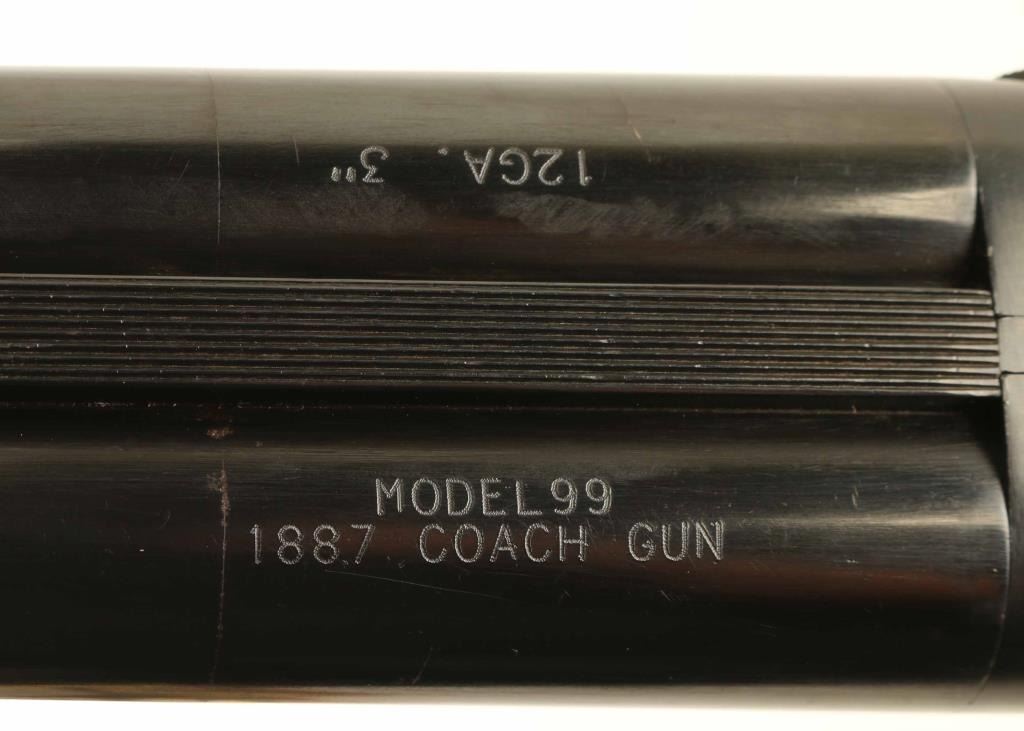 12GA. 3"
MODEL99
1887 COACH GUN